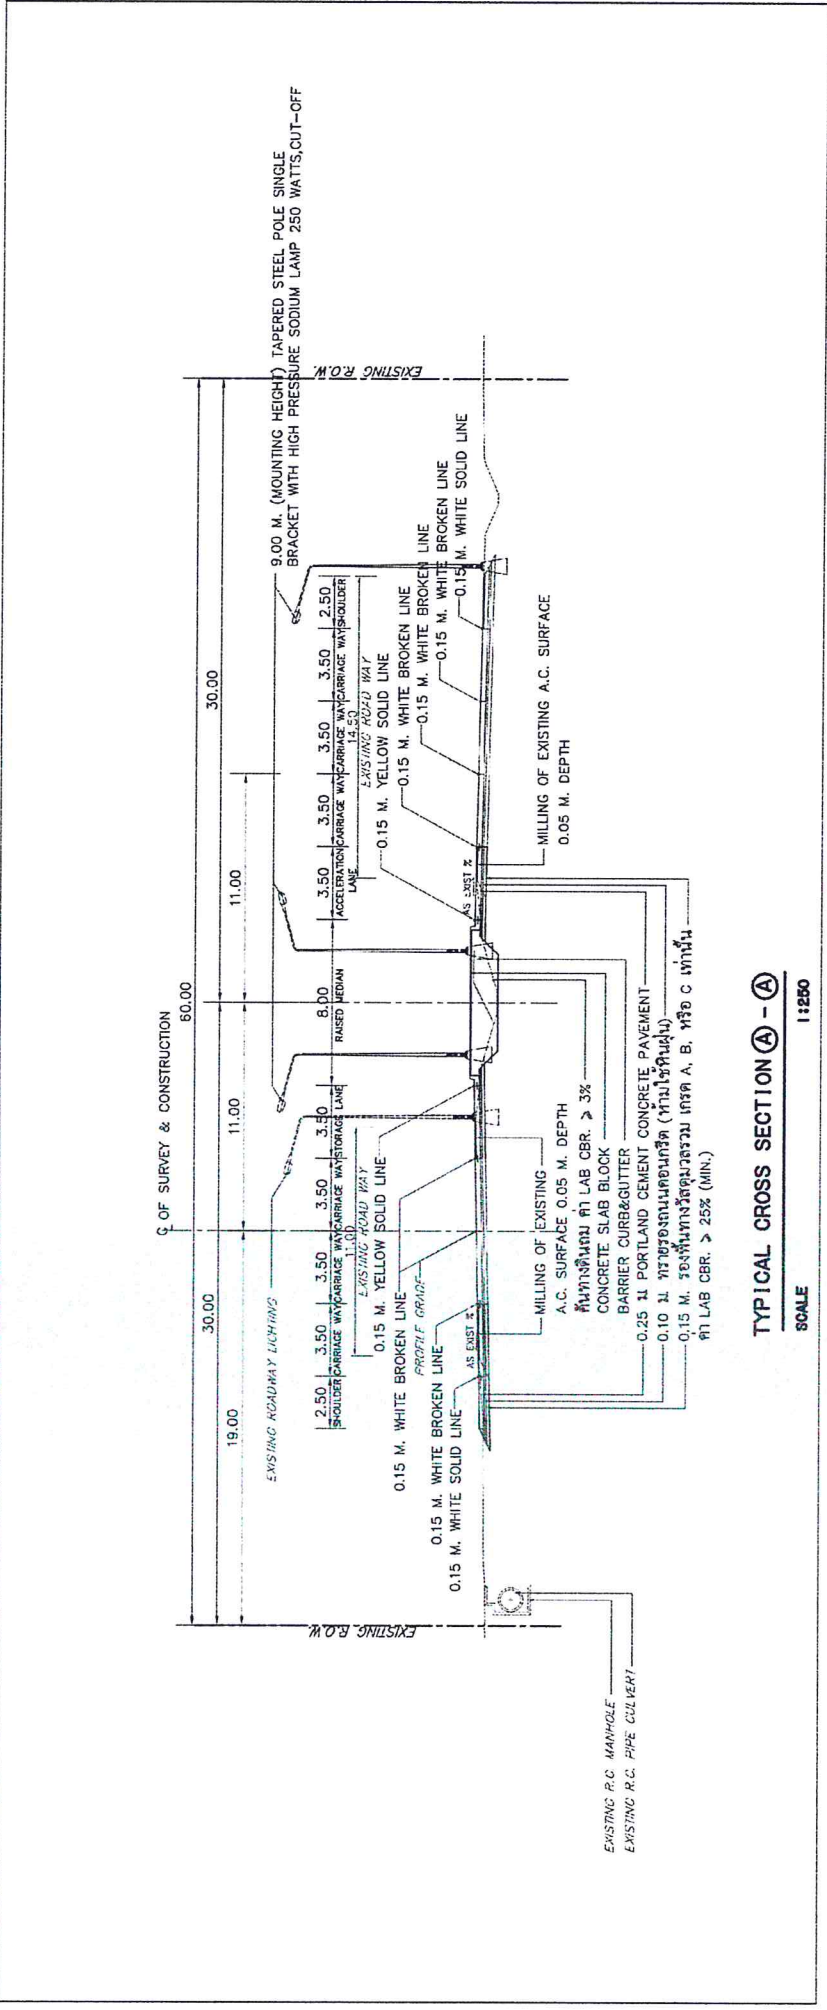 ℄ OF SURVEY & CONSTRUCTION
60.00
30.00
30.00
19.00
11.00
11.00
EXISTING ROADWAY LIGHTING
9.00 M. (MOUNTING HEIGHT) TAPERED STEEL POLE SINGLE
BRACKET WITH HIGH PRESSURE SODIUM LAMP 250 WATTS,CUT-OFF
2.50
3.50
3.50
3.50
3.50
8.00
3.50
3.50
3.50
3.50
2.50
SHOULDER
CARRIAGE WAY
CARRIAGE WAY
CARRIAGE WAY
STORAGE LANE
RAISED MEDIAN
ACCELERATION
LANE
CARRIAGE WAY
CARRIAGE WAY
CARRIAGE WAY
SHOULDER
11.00
EXISTING ROAD WAY
14.50
EXISTING ROAD WAY
EXISTING R.O.W
EXISTING R.O.W.
0.15 M. YELLOW SOLID LINE
0.15 M. WHITE BROKEN LINE
PROFILE GRADE
0.15 M. WHITE BROKEN LINE
0.15 M. WHITE SOLID LINE
AS EXIST %
0.15 M. YELLOW SOLID LINE
0.15 M. WHITE BROKEN LINE
0.15 M. WHITE BROKEN LINE
0.15 M. WHITE BROKEN LINE
0.15 M. WHITE SOLID LINE
AS EXIST %
MILLING OF EXISTING
A.C. SURFACE 0.05 M. DEPTH
MILLING OF EXISTING A.C. SURFACE
0.05 M. DEPTH
คันทางดินถม ค่า LAB CBR. ≥ 3%
CONCRETE SLAB BLOCK
BARRIER CURB&GUTTER
0.25 ม PORTLAND CEMENT CONCRETE PAVEMENT
0.10 ม. ทรายรองถนนคอนกรีต (ห้ามใช้หินฝุ่น)
0.15 M. รองพื้นทางวัสดุมวลรวม เกรด A, B, หรือ C เท่านั้น
ค่า LAB CBR. ≥ 25% (MIN.)
EXISTING R.C. MANHOLE
EXISTING R.C. PIPE CULVERT
TYPICAL CROSS SECTION A - A
SCALE 1:250